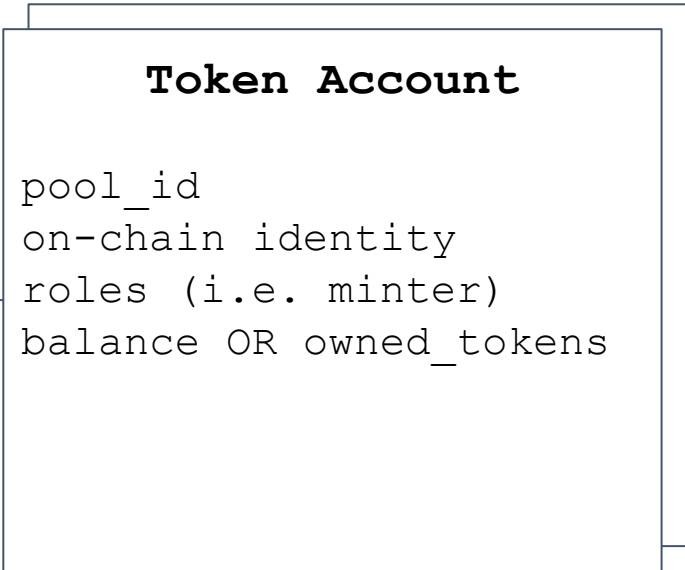 Token Account
pool_id
on-chain identity
roles (i.e. minter)
balance OR owned_tokens